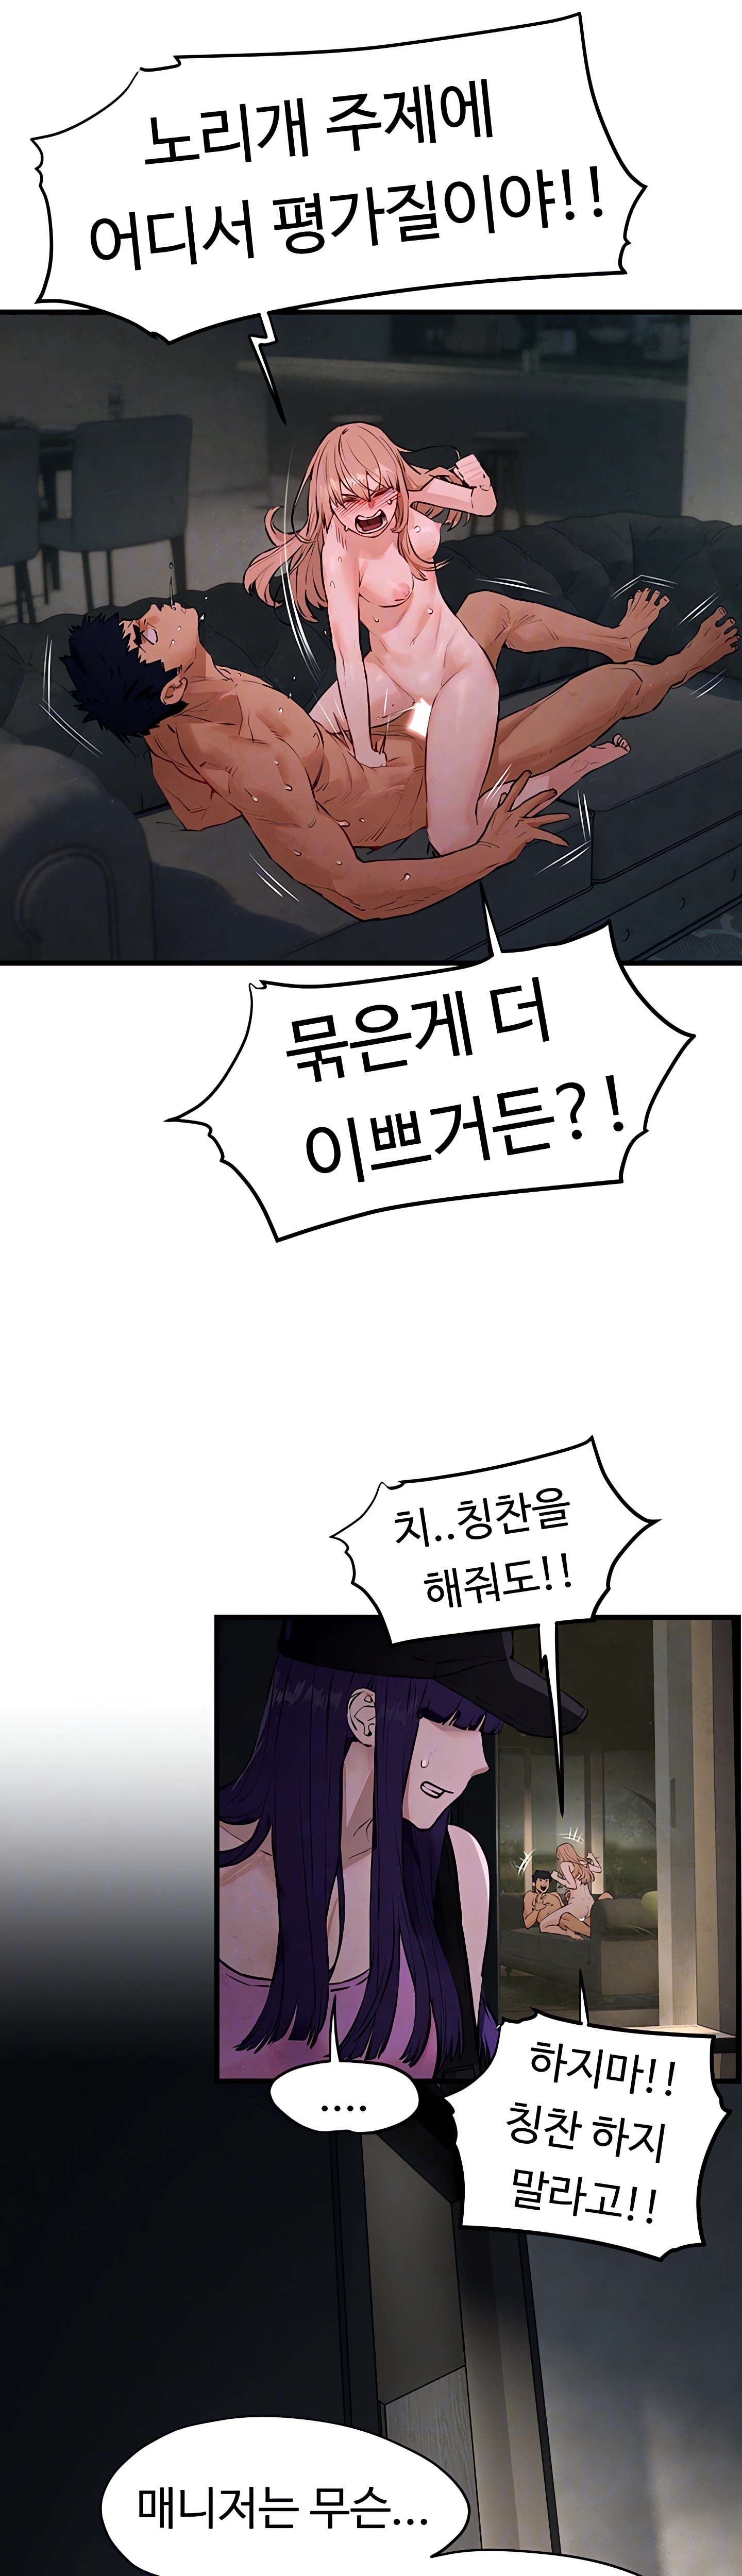 노리개 주제에
어디서 평가질이야!!
묶은게 더
이쁘거든?!
치..칭찬을
해줘도!!
....
하지마!!
칭찬 하지
말라고!!
매니저는 무슨...